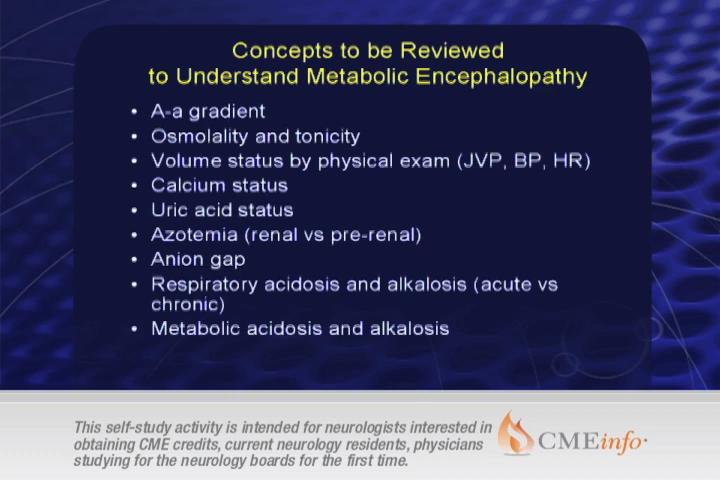 Concepts to be Reviewed
to Understand Metabolic Encephalopathy
• A-a gradient
• Osmolality and tonicity
• Volume status by physical exam (JVP, BP, HR)
• Calcium status
• Uric acid status
• Azotemia (renal vs pre-renal)
• Anion gap
• Respiratory acidosis and alkalosis (acute vs
chronic)
• Metabolic acidosis and alkalosis
This self-study activity is intended for neurologists interested in
obtaining CME credits, current neurology residents, physicians
studying for the neurology boards for the first time.
CMEinfo